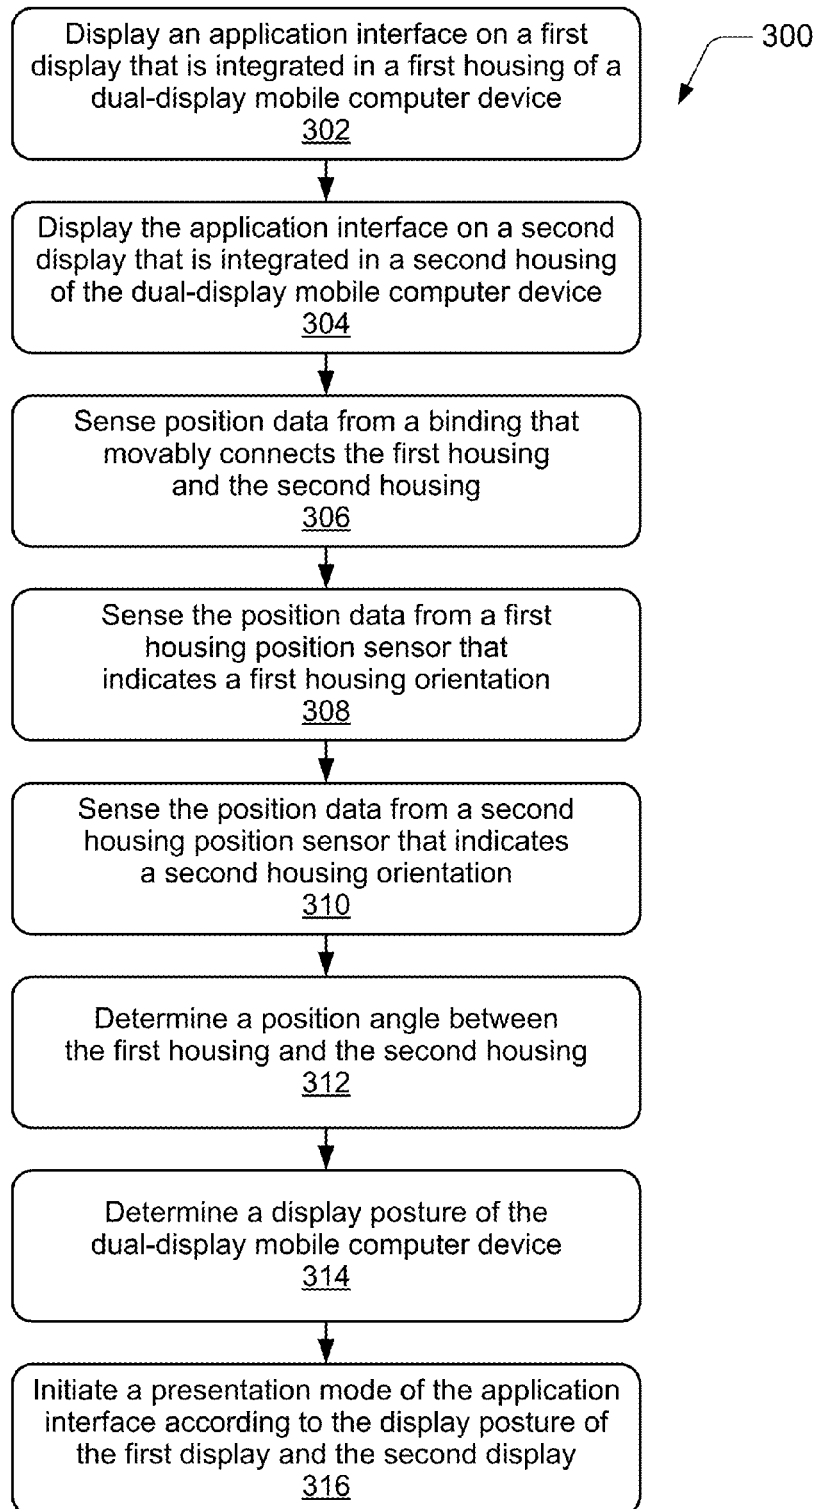 300
Display an application interface on a first
display that is integrated in a first housing of a
dual-display mobile computer device
302
Display the application interface on a second
display that is integrated in a second housing
of the dual-display mobile computer device
304
Sense position data from a binding that
movably connects the first housing
and the second housing
306
Sense the position data from a first
housing position sensor that
indicates a first housing orientation
308
Sense the position data from a second
housing position sensor that indicates
a second housing orientation
310
Determine a position angle between
the first housing and the second housing
312
Determine a display posture of the
dual-display mobile computer device
314
Initiate a presentation mode of the application
interface according to the display posture of
the first display and the second display
316